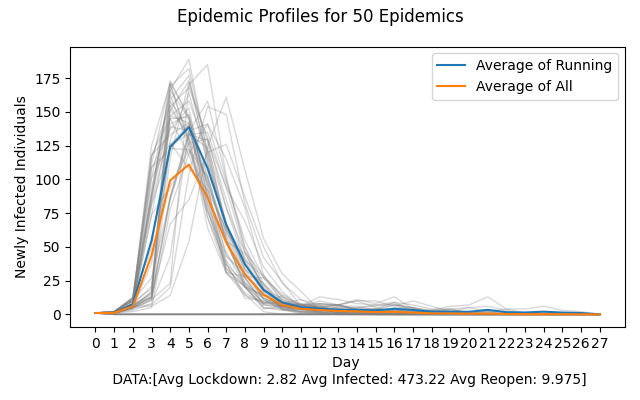 Epidemic Profiles for 50 Epidemics
Newly Infected Individuals
175
150
125
100
75
50
25
0
Average of Running
Average of All
0 1 2 3 4 5 6 7 8 9 10 11 12 13 14 15 16 17 18 19 20 21 22 23 24 25 26 27
Day
DATA:[Avg Lockdown: 2.82 Avg Infected: 473.22 Avg Reopen: 9.975]